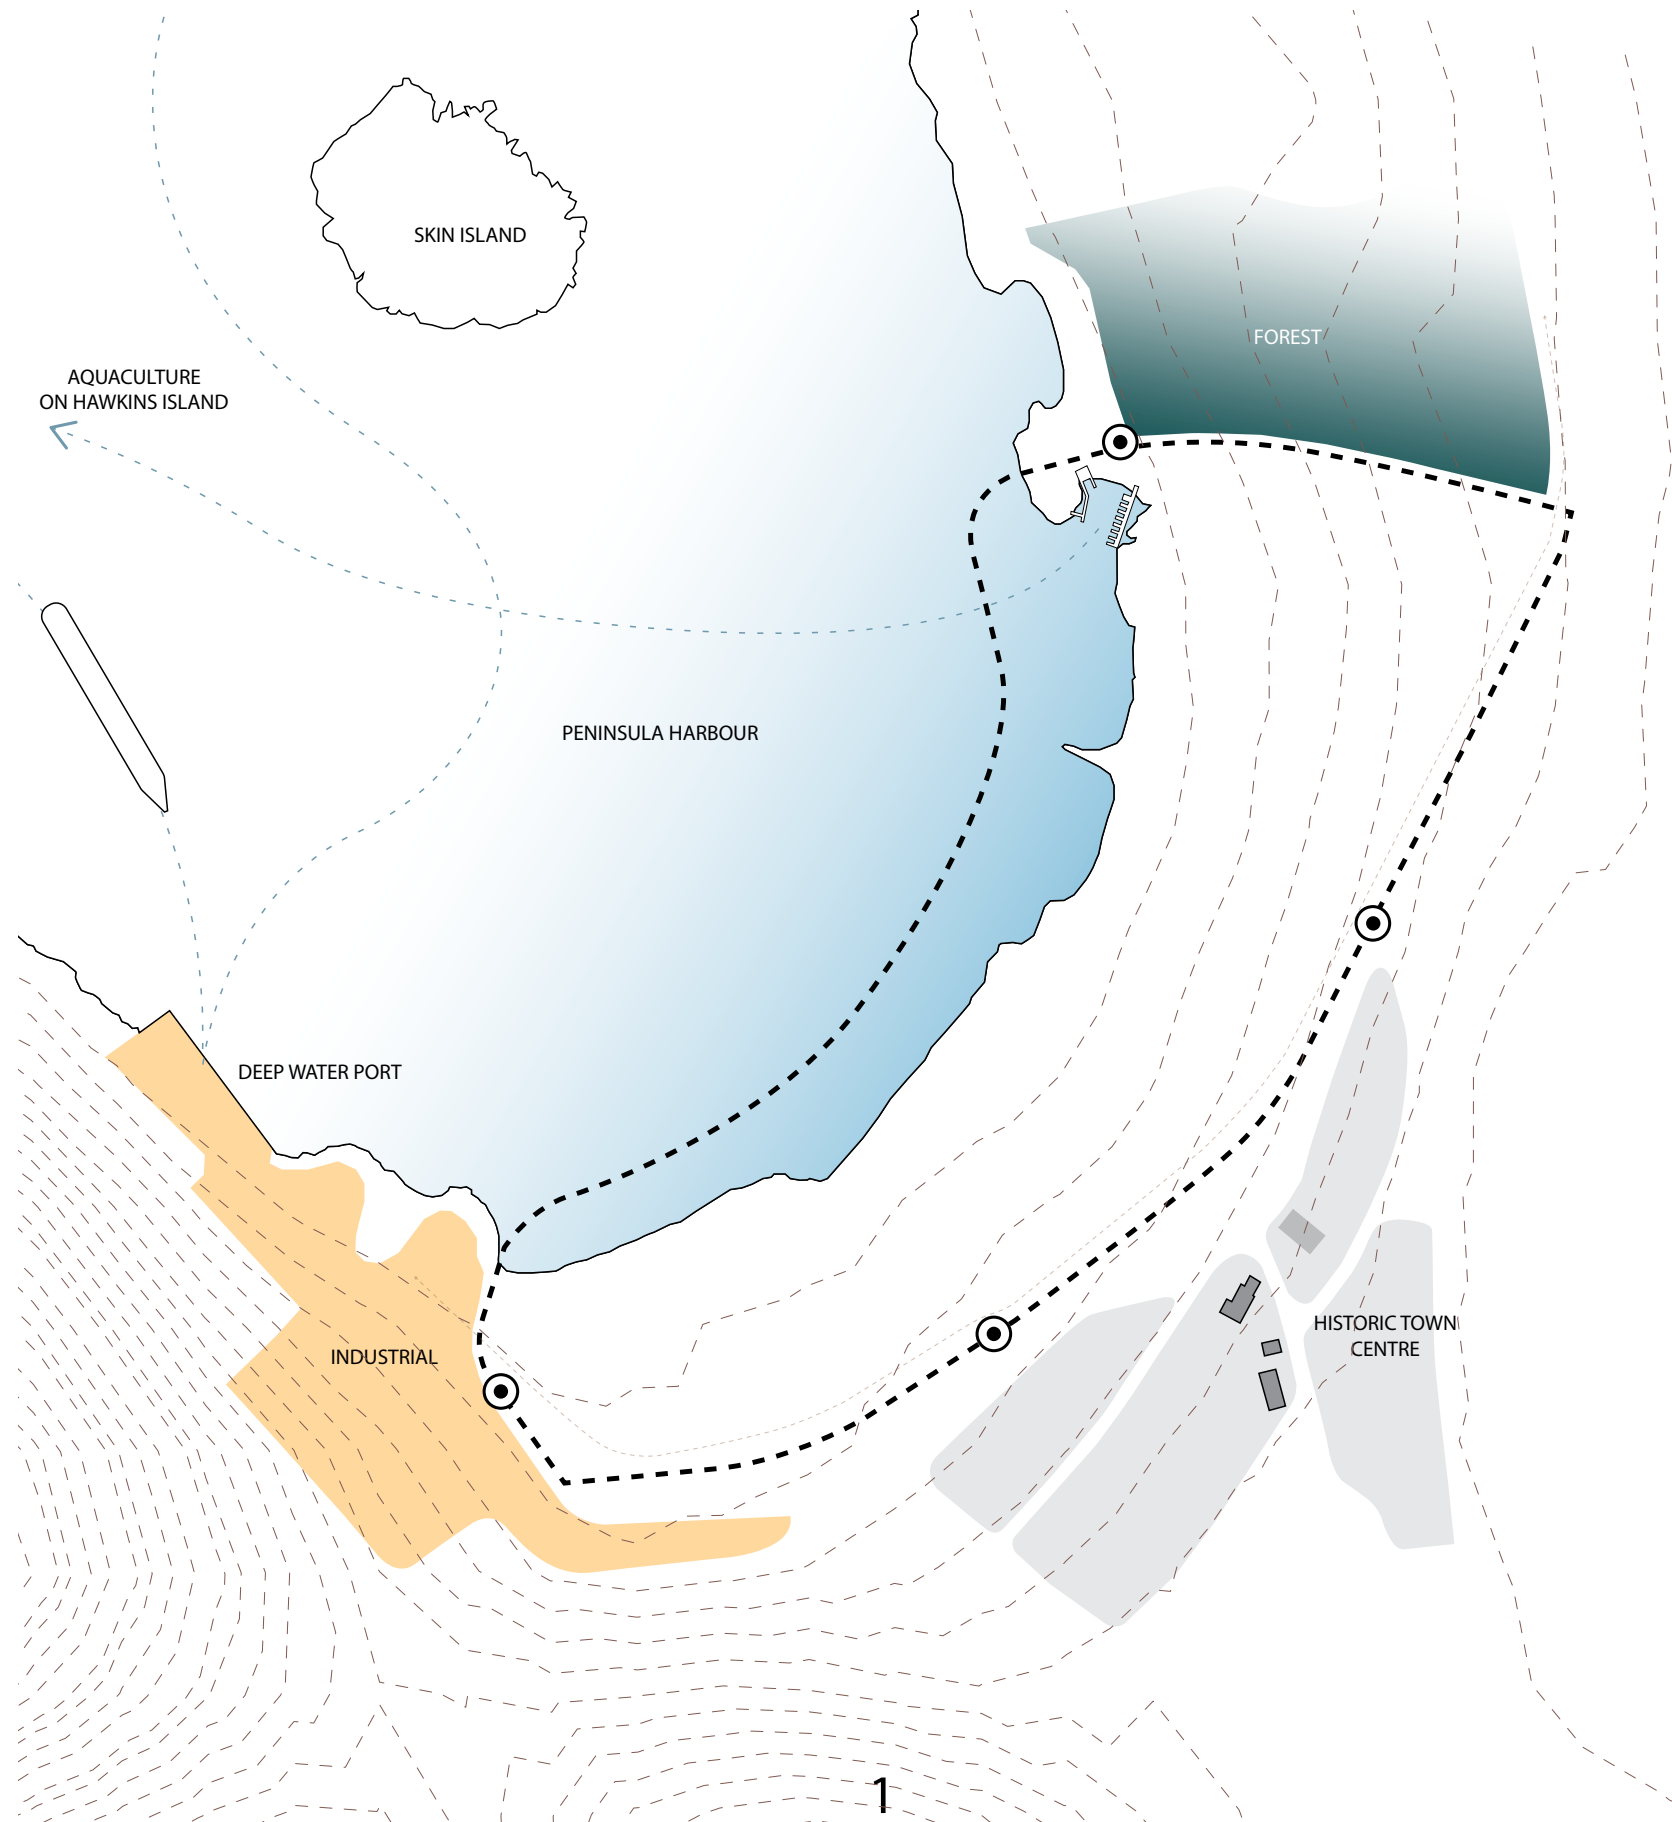 SKIN ISLAND
FOREST
AQUACULTURE
ON HAWKINS ISLAND
PENINSULA HARBOUR
DEEP WATER PORT
HISTORIC TOWN
CENTRE
INDUSTRIAL
1